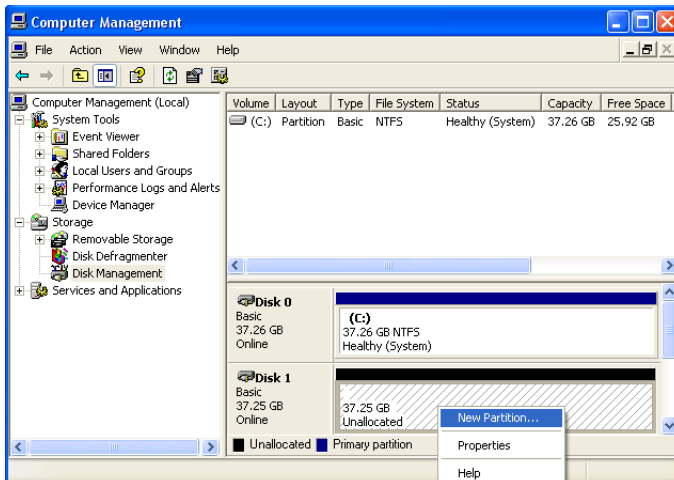 Computer Management
File Action View Window Help
Computer Management (Local)
System Tools
Event Viewer
Shared Folders
Local Users and Groups
Performance Logs and Alerts
Device Manager
Storage
Removable Storage
Disk Defragmenter
Disk Management
Services and Applications
Volume Layout Type File System Status Capacity Free Space
(C:) Partition Basic NTFS Healthy (System) 37.26 GB 25.92 GB
Disk 0
Basic
37.26 GB
Online
(C:)
37.26 GB NTFS
Healthy (System)
Disk 1
Basic
37.25 GB
Online
37.25 GB
Unallocated
New Partition...
Properties
Help
Unallocated Primary partition